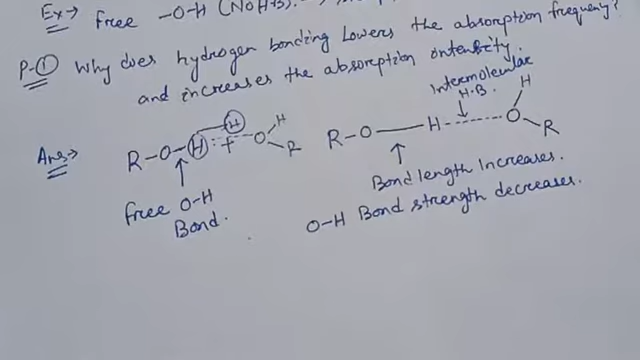 Ex→ Free -O-H (No H-B).
P-① Why does hydrogen bonding Lowers the absorption frequency?
and increases the absorption intensity.
Ans→
R-O-H + O H R
H
Free O-H
Bond.
Intermolecular
H.B.
R-O-H O H R
Bond length Increases.
O-H Bond strength decreases.